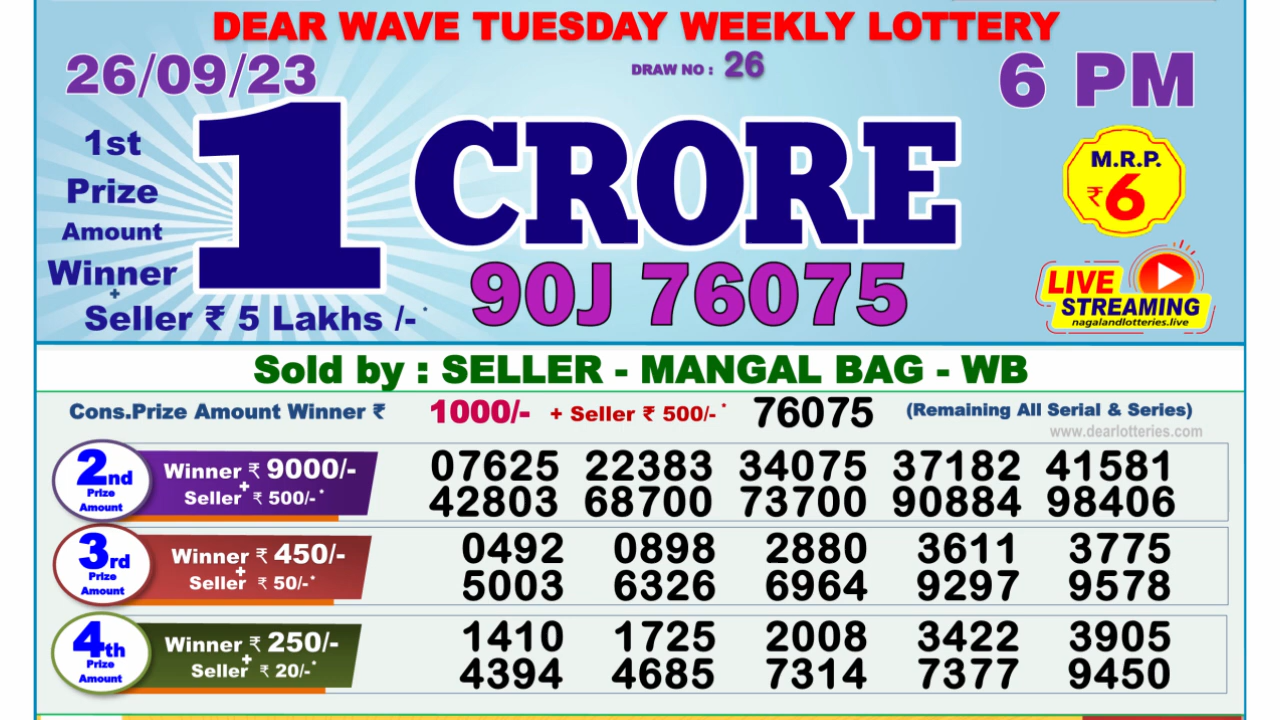 DEAR WAVE TUESDAY WEEKLY LOTTERY
26/09/23
DRAW NO : 26
6 PM
1st
Prize
Amount
Winner
+
Seller ₹ 5 Lakhs /-*
1 CRORE
90J 76075
M.R.P.
₹6
LIVE
STREAMING
nagalandlotteries.live
Sold by : SELLER - MANGAL BAG - WB
Cons.Prize Amount Winner ₹ 1000/- + Seller ₹ 500/-* 76075 (Remaining All Serial & Series)
www.dearlotteries.com
2nd
Prize
Amount
Winner ₹ 9000/-
+
Seller ₹ 500/-*
07625 22383 34075 37182 41581
42803 68700 73700 90884 98406
3rd
Prize
Amount
Winner ₹ 450/-
+
Seller ₹ 50/-*
0492 0898 2880 3611 3775
5003 6326 6964 9297 9578
4th
Prize
Amount
Winner ₹ 250/-
+
Seller ₹ 20/-*
1410 1725 2008 3422 3905
4394 4685 7314 7377 9450